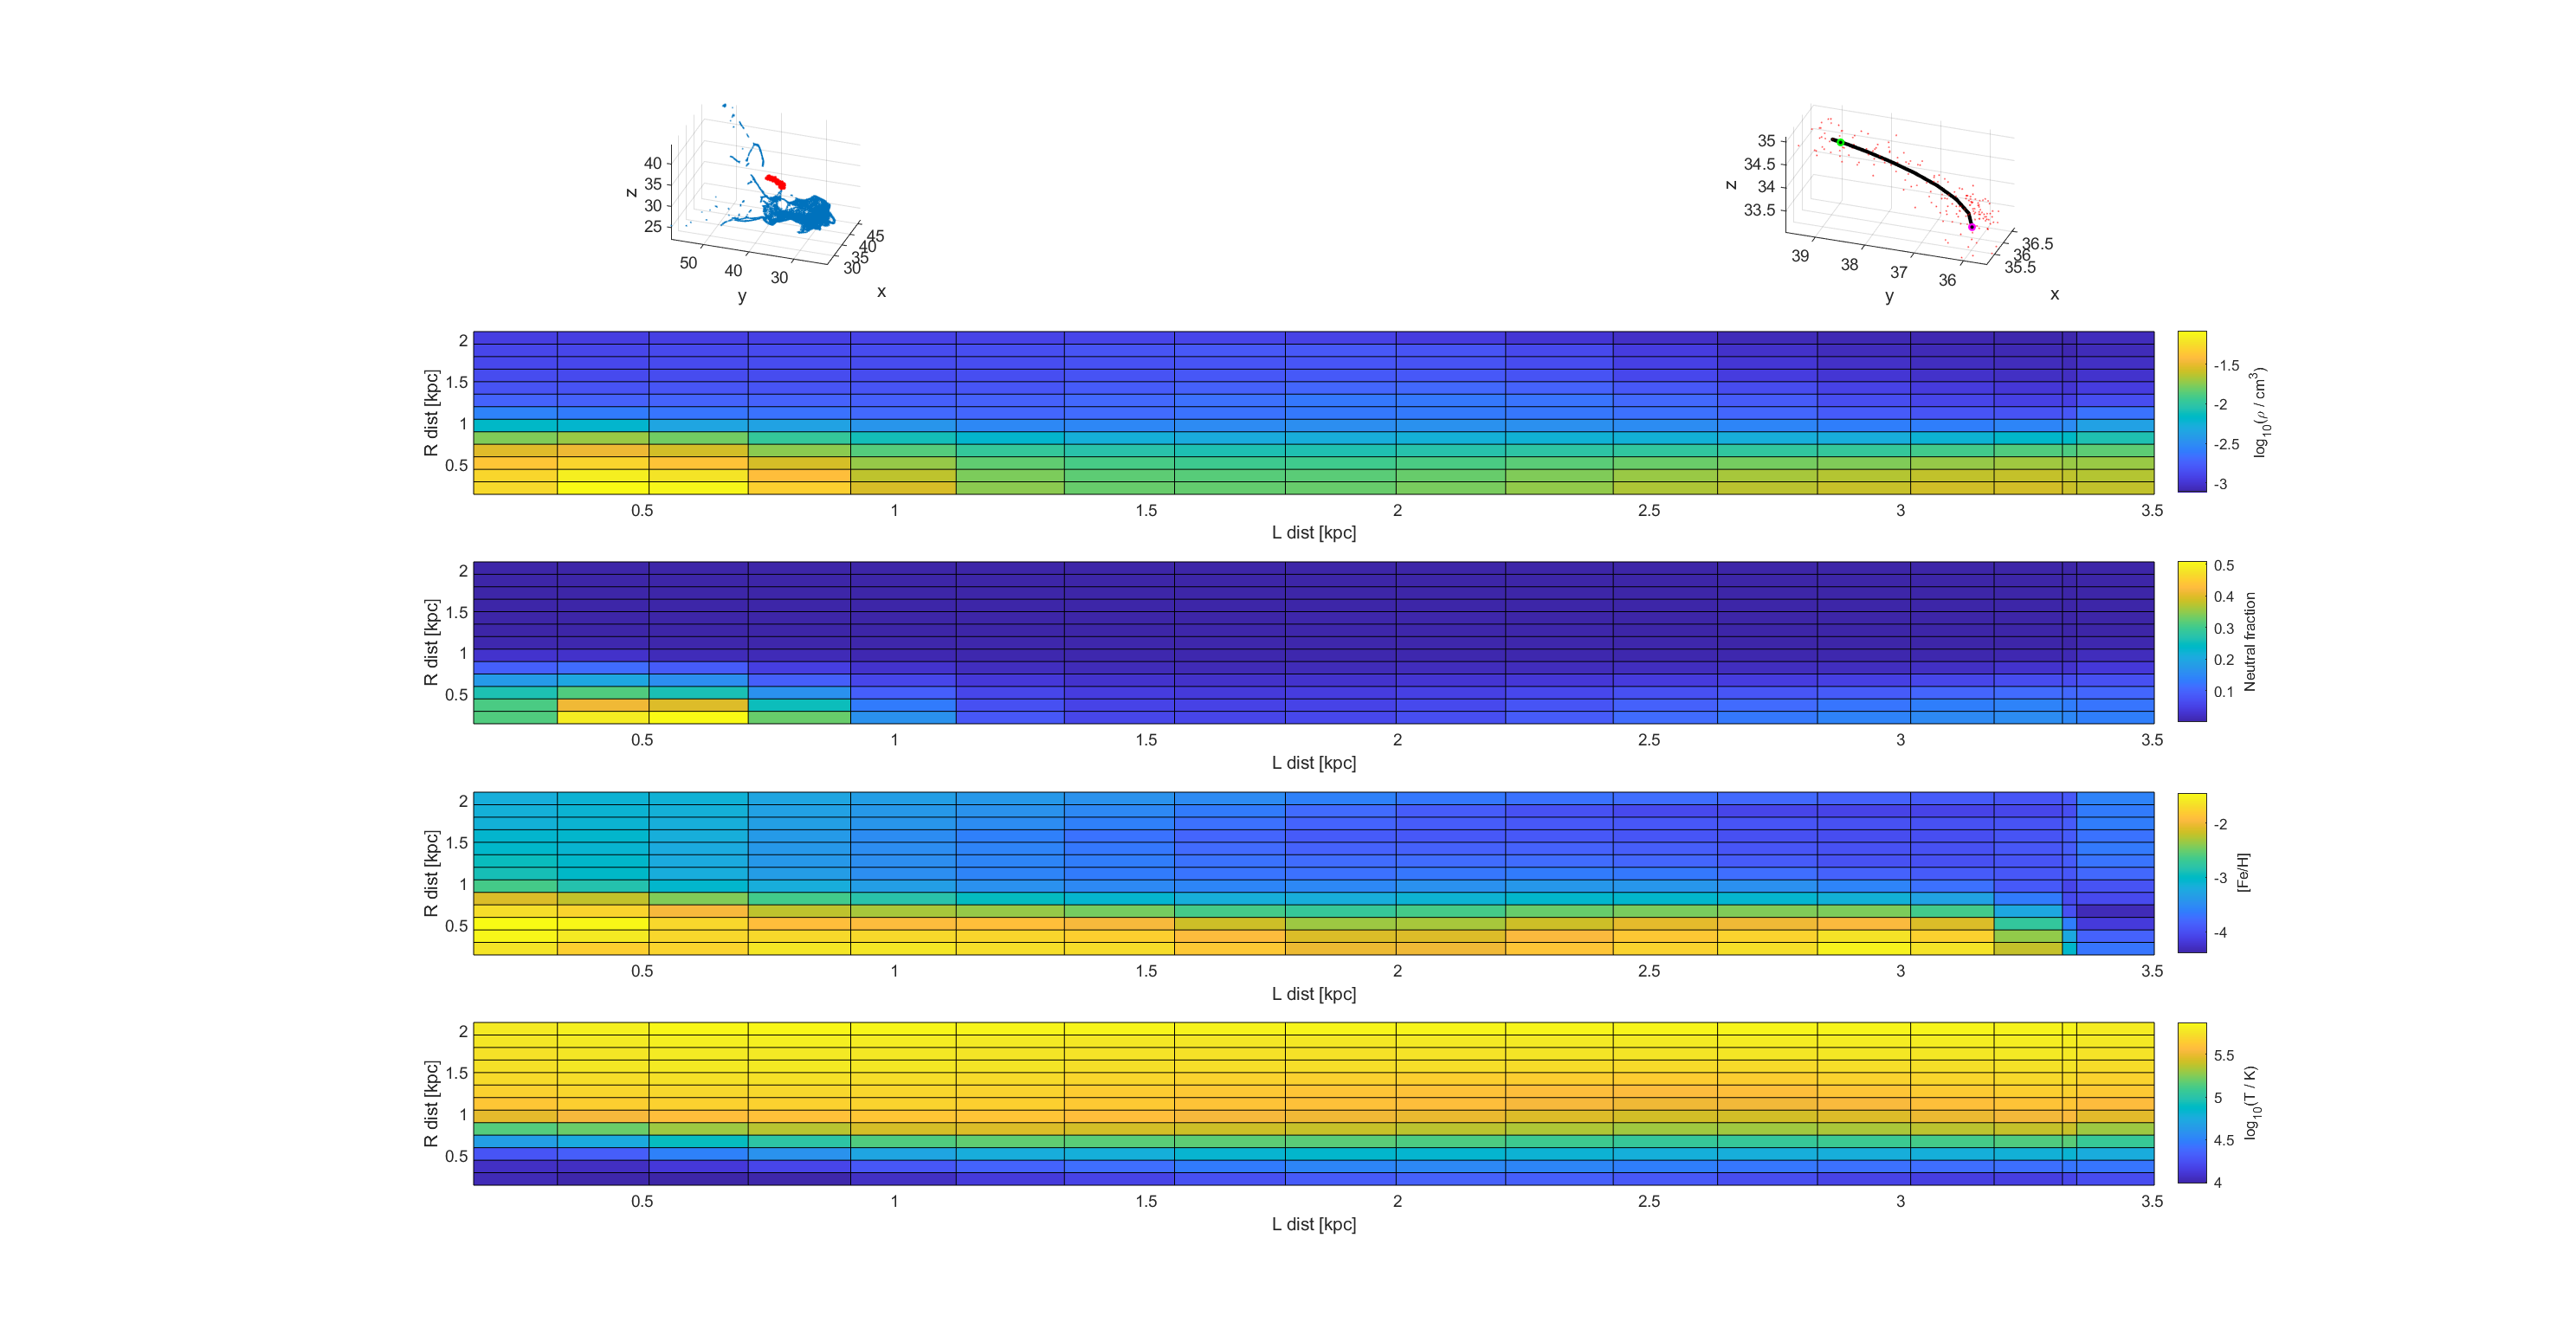 z
40
35
30
25
50
40
30
y
45
40
35
30
x
z
35
34.5
34
33.5
39
38
37
36
y
36.5
36
35.5
x
R dist [kpc]
2
1.5
1
0.5
0.5 1 1.5 2 2.5 3 3.5
L dist [kpc]
-1.5
-2
-2.5
-3
log10(ρ / cm3)
R dist [kpc]
2
1.5
1
0.5
0.5 1 1.5 2 2.5 3 3.5
L dist [kpc]
0.5
0.4
0.3
0.2
0.1
Neutral fraction
R dist [kpc]
2
1.5
1
0.5
0.5 1 1.5 2 2.5 3 3.5
L dist [kpc]
-2
-3
-4
[Fe/H]
R dist [kpc]
2
1.5
1
0.5
0.5 1 1.5 2 2.5 3 3.5
L dist [kpc]
5.5
5
4.5
4
log10(T / K)